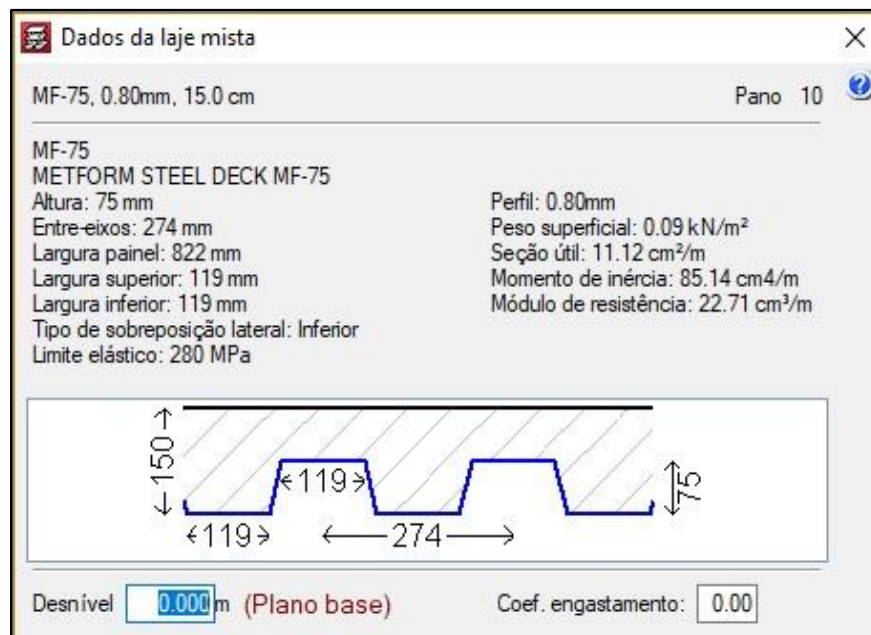 Dados da laje mista
MF-75, 0.80mm, 15.0 cm
Pano 10
MF-75
METFORM STEEL DECK MF-75
Altura: 75 mm
Entre-eixos: 274 mm
Largura painel: 822 mm
Largura superior: 119 mm
Largura inferior: 119 mm
Tipo de sobreposição lateral: Inferior
Limite elástico: 280 MPa
Perfil: 0.80mm
Peso superficial: 0.09 kN/m²
Seção útil: 11.12 cm²/m
Momento de inércia: 85.14 cm4/m
Módulo de resistência: 22.71 cm³/m
150
119
75
119
274
Desnível 0.000 m (Plano base)
Coef. engastamento: 0.00